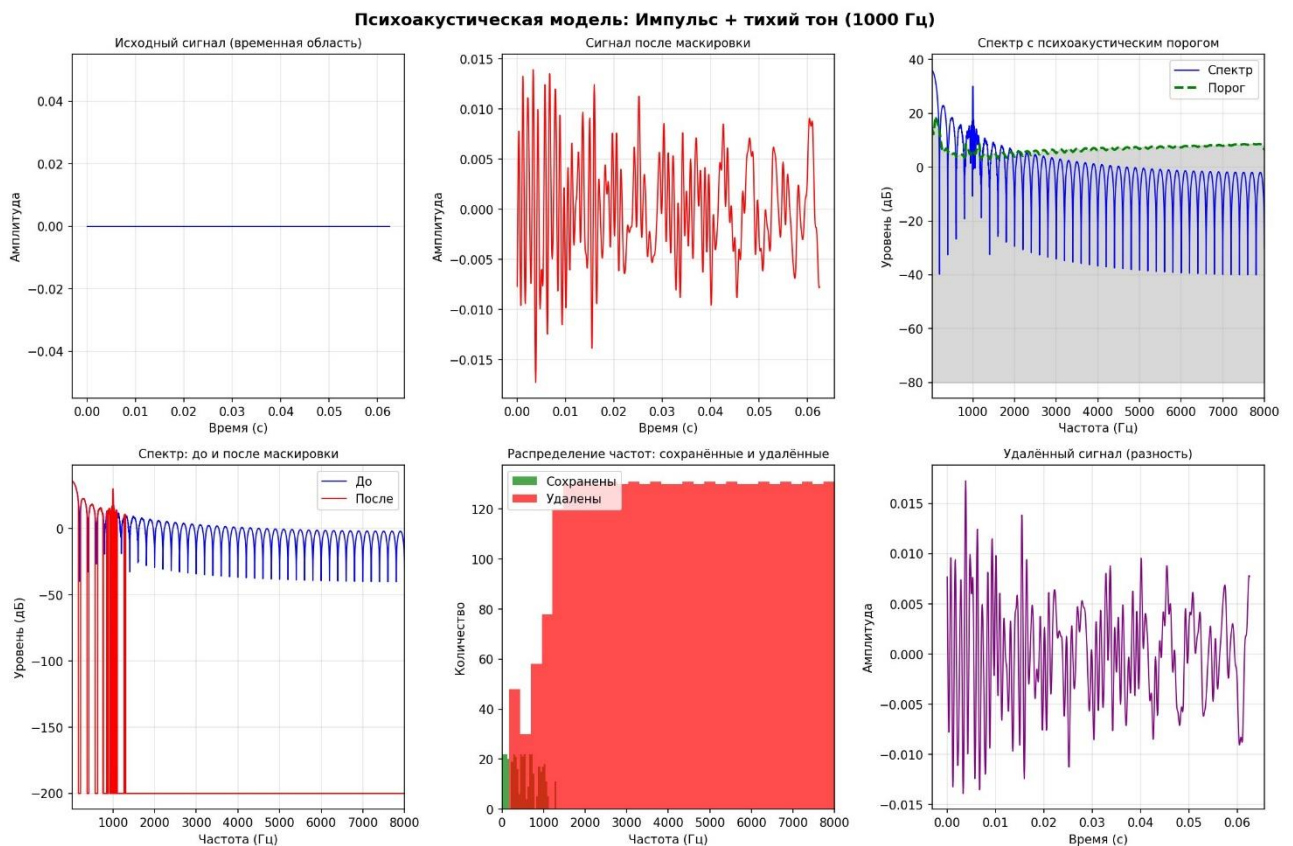 Психоакустическая модель: Импульс + тихий тон (1000 Гц)
Исходный сигнал (временная область)
0.04
0.02
0.00
−0.02
−0.04
Амплитуда
0.00 0.01 0.02 0.03 0.04 0.05 0.06
Время (с)
Сигнал после маскировки
0.015
0.010
0.005
0.000
−0.005
−0.010
−0.015
Амплитуда
0.00 0.01 0.02 0.03 0.04 0.05 0.06
Время (с)
Спектр с психоакустическим порогом
Спектр
Порог
40
20
0
−20
−40
−60
−80
Уровень (дБ)
1000 2000 3000 4000 5000 6000 7000 8000
Частота (Гц)
Спектр: до и после маскировки
До
После
0
−50
−100
−150
−200
Уровень (дБ)
1000 2000 3000 4000 5000 6000 7000 8000
Частота (Гц)
Распределение частот: сохранённые и удалённые
Сохранены
Удалены
120
100
80
60
40
20
0
Количество
0 1000 2000 3000 4000 5000 6000 7000 8000
Частота (Гц)
Удалённый сигнал (разность)
0.015
0.010
0.005
0.000
−0.005
−0.010
−0.015
Амплитуда
0.00 0.01 0.02 0.03 0.04 0.05 0.06
Время (с)